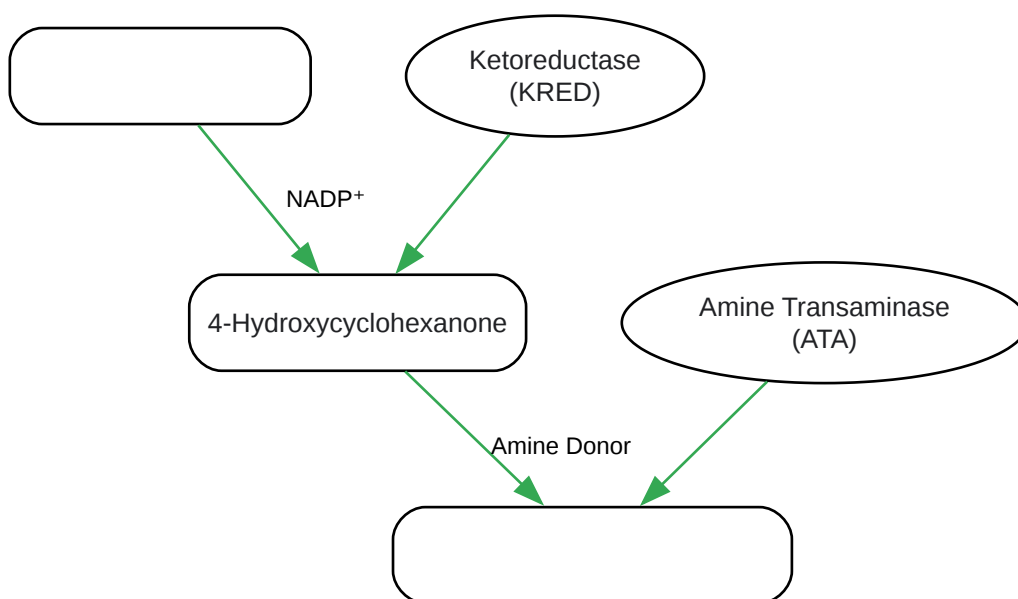 Ketoreductase
(KRED)
NADP⁺
4-Hydroxycyclohexanone
Amine Transaminase
(ATA)
Amine Donor